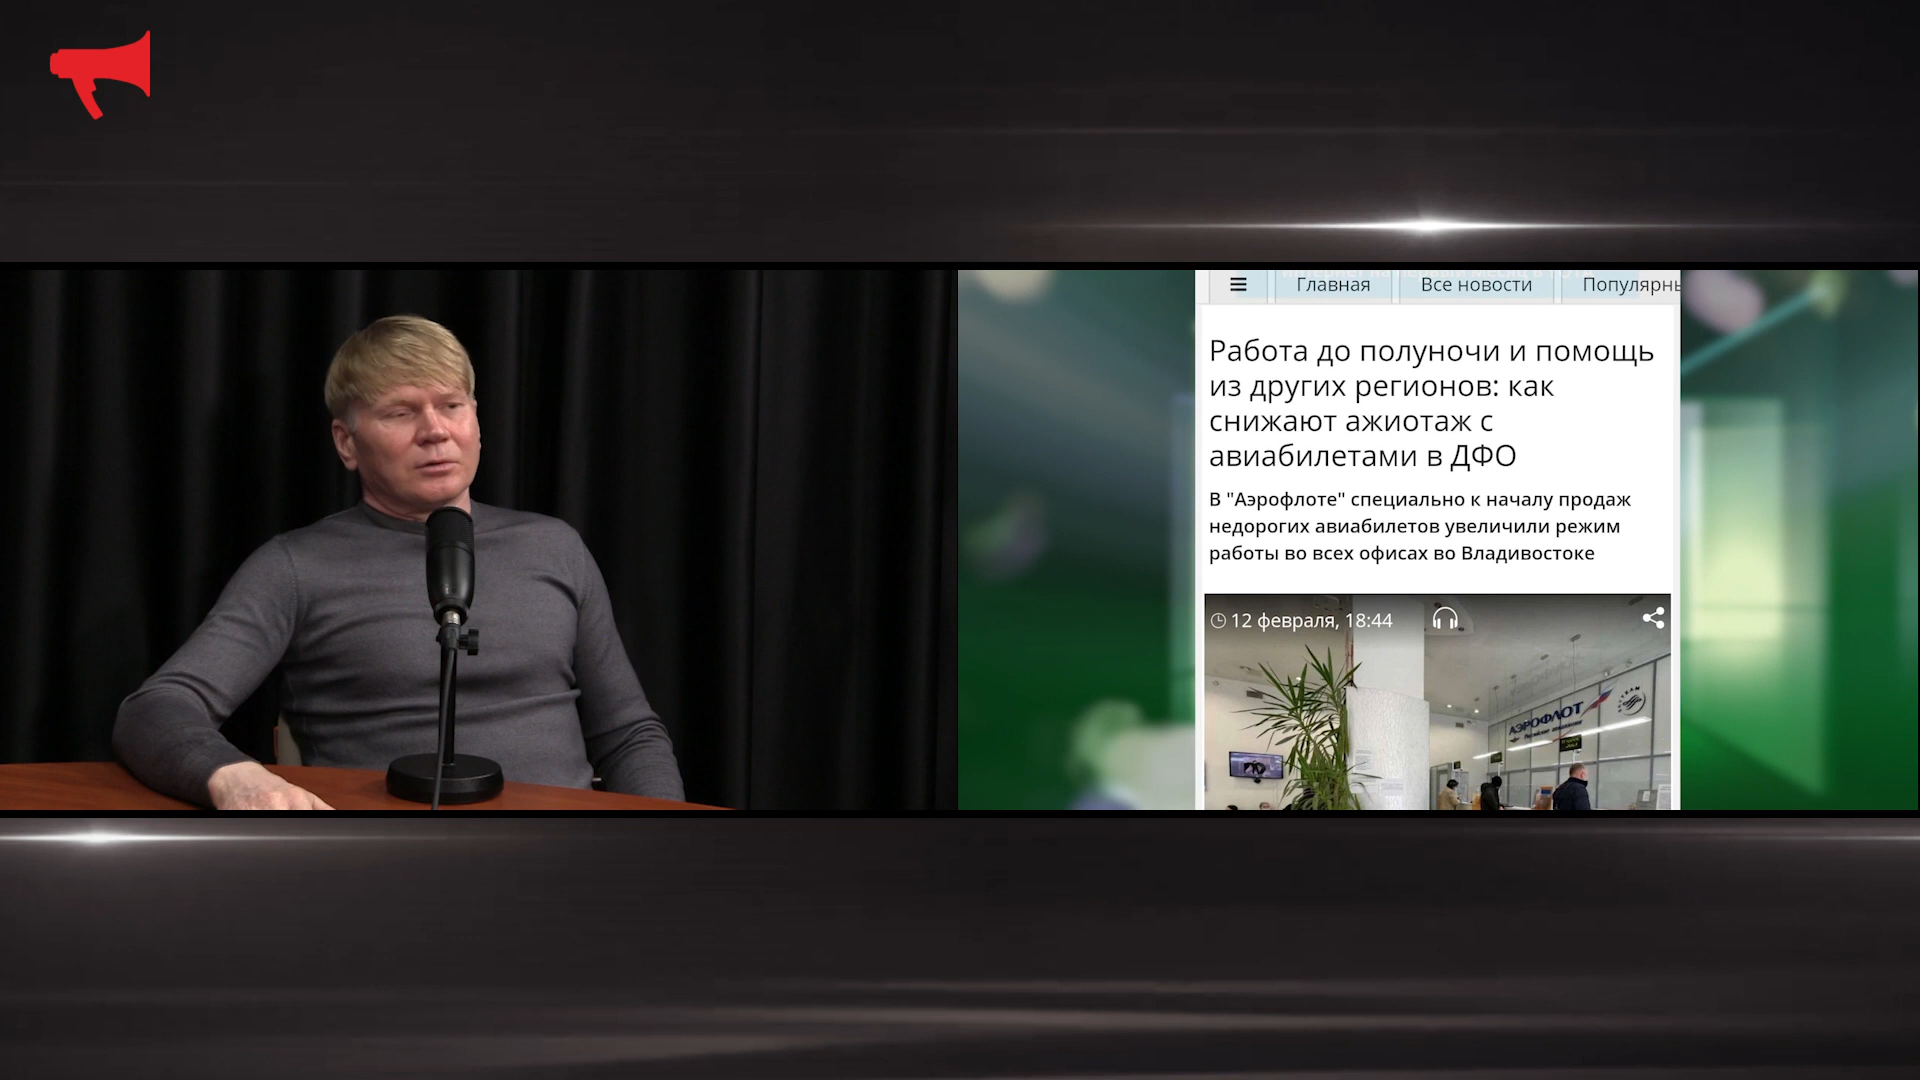 Главная Все новости Популярны
Работа до полуночи и помощь
из других регионов: как
снижают ажиотаж с
авиабилетами в ДФО
В "Аэрофлоте" специально к началу продаж
недорогих авиабилетов увеличили режим
работы во всех офисах во Владивостоке
12 февраля, 18:44
АЭРОФЛОТ